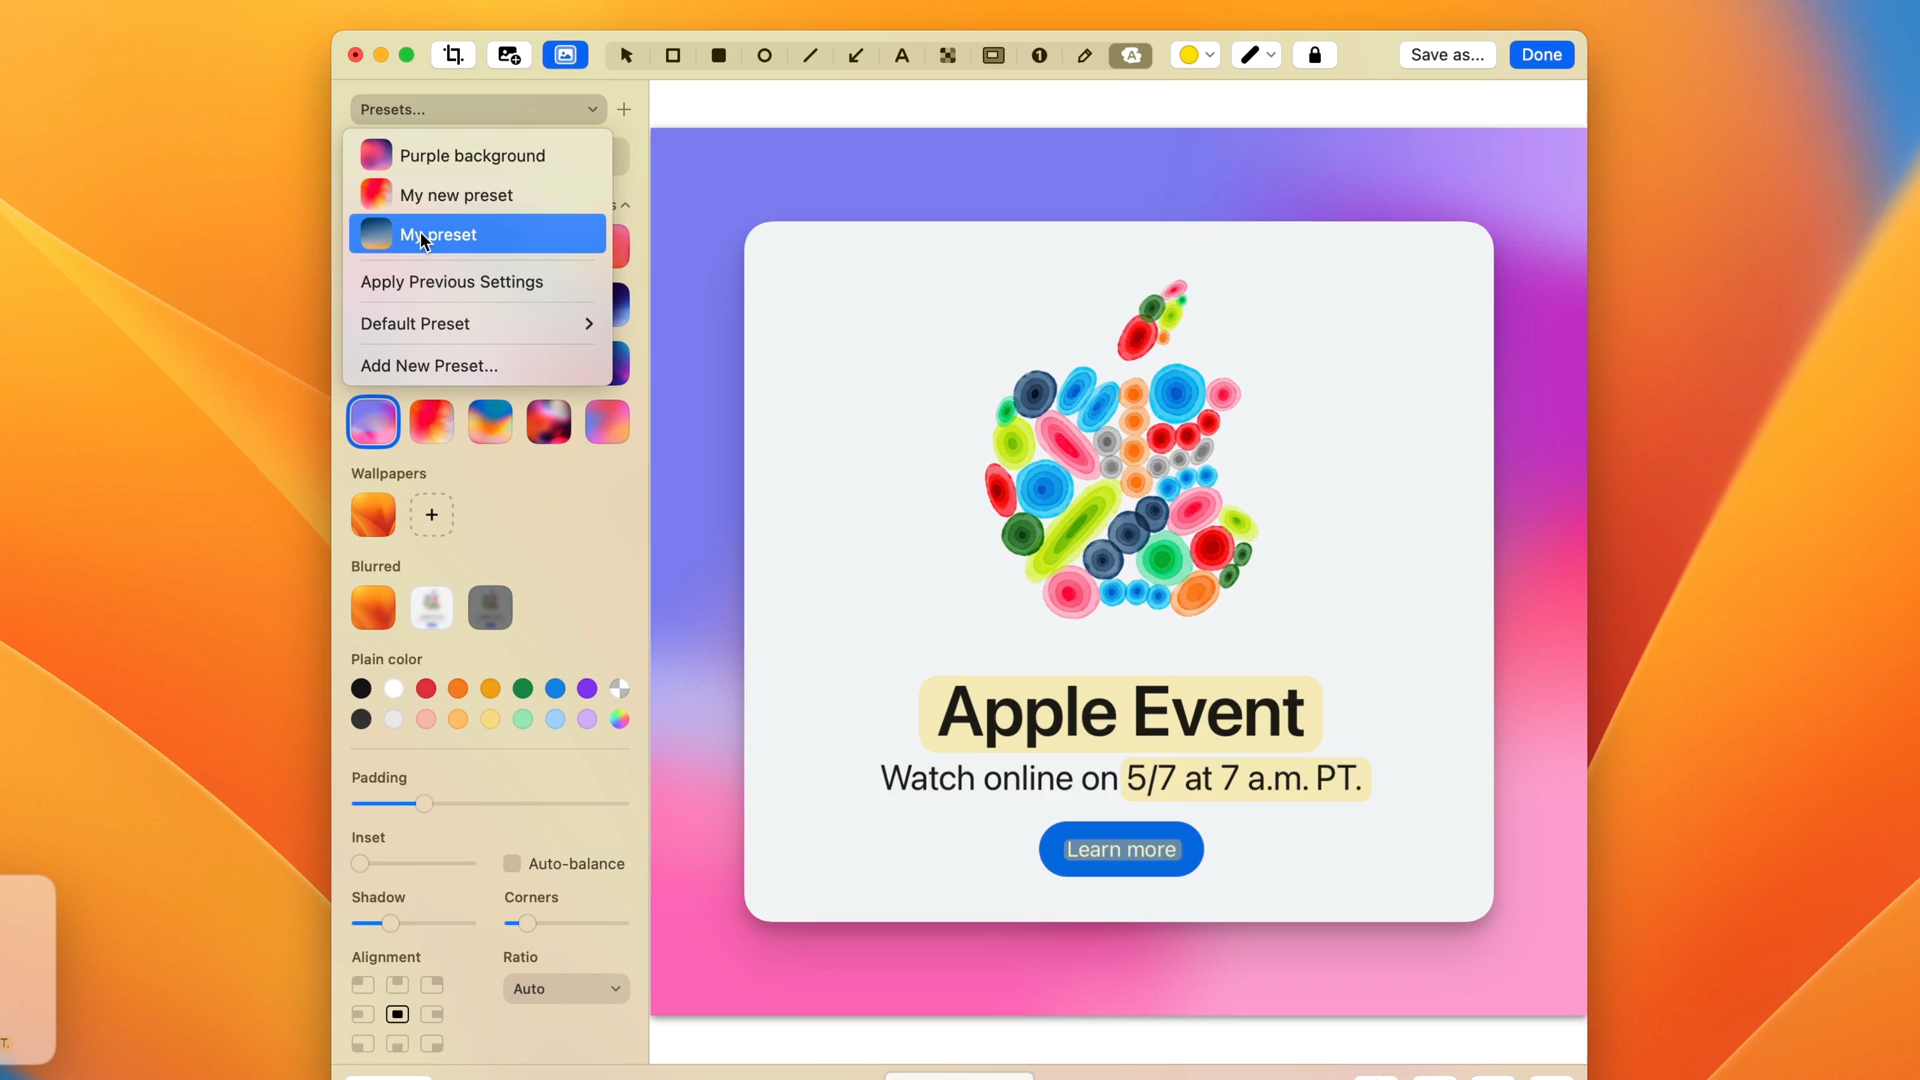 A
1
A
Save as...
Done
Presets...
Purple background
My new preset
My preset
Apply Previous Settings
Default Preset
Add New Preset...
Wallpapers
Blurred
Plain color
Padding
Inset
Auto-balance
Shadow
Corners
Alignment
Ratio
Auto
Apple Event
Watch online on 5/7 at 7 a.m. PT.
Learn more
T.